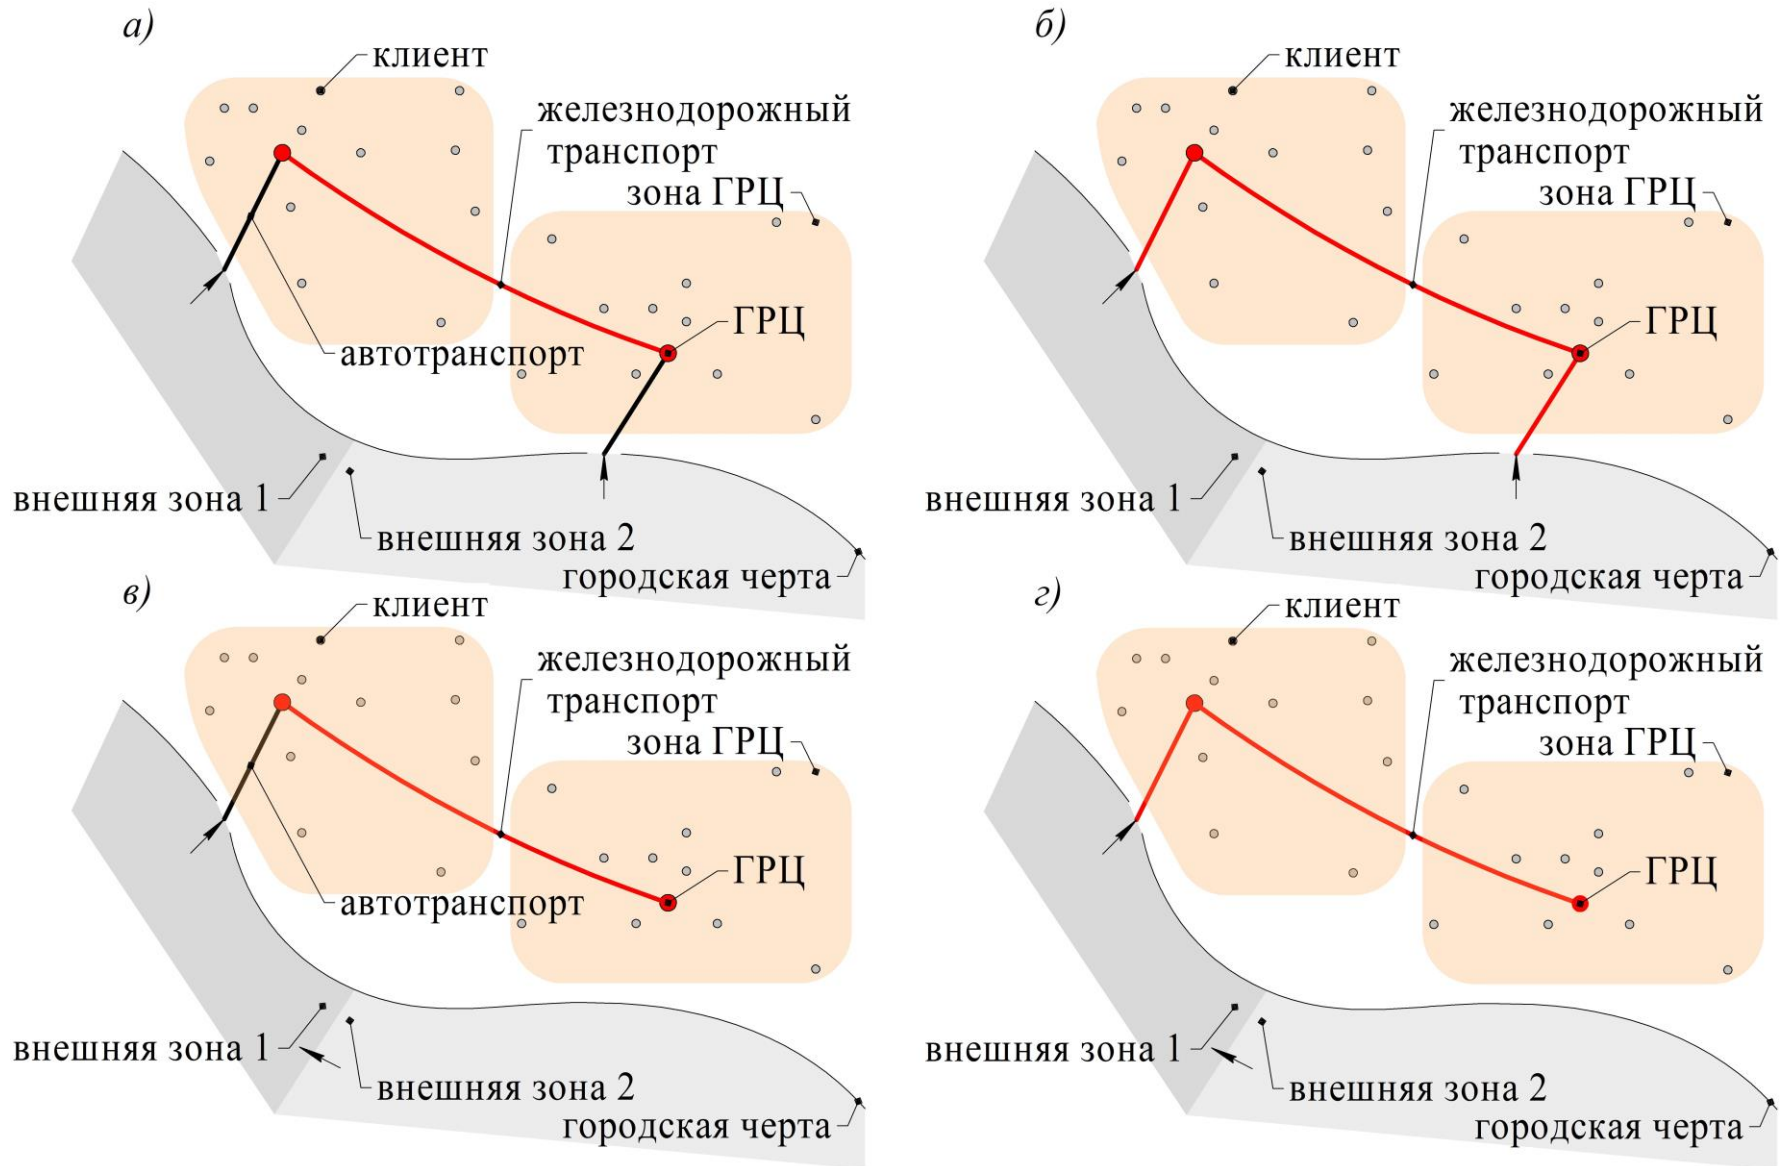 а)
клиент
железнодорожный
транспорт
зона ГРЦ
ГРЦ
автотранспорт
внешняя зона 1
внешняя зона 2
городская черта
б)
клиент
железнодорожный
транспорт
зона ГРЦ
ГРЦ
внешняя зона 1
внешняя зона 2
городская черта
в)
клиент
железнодорожный
транспорт
зона ГРЦ
ГРЦ
автотранспорт
внешняя зона 1
внешняя зона 2
городская черта
г)
клиент
железнодорожный
транспорт
зона ГРЦ
ГРЦ
внешняя зона 1
внешняя зона 2
городская черта